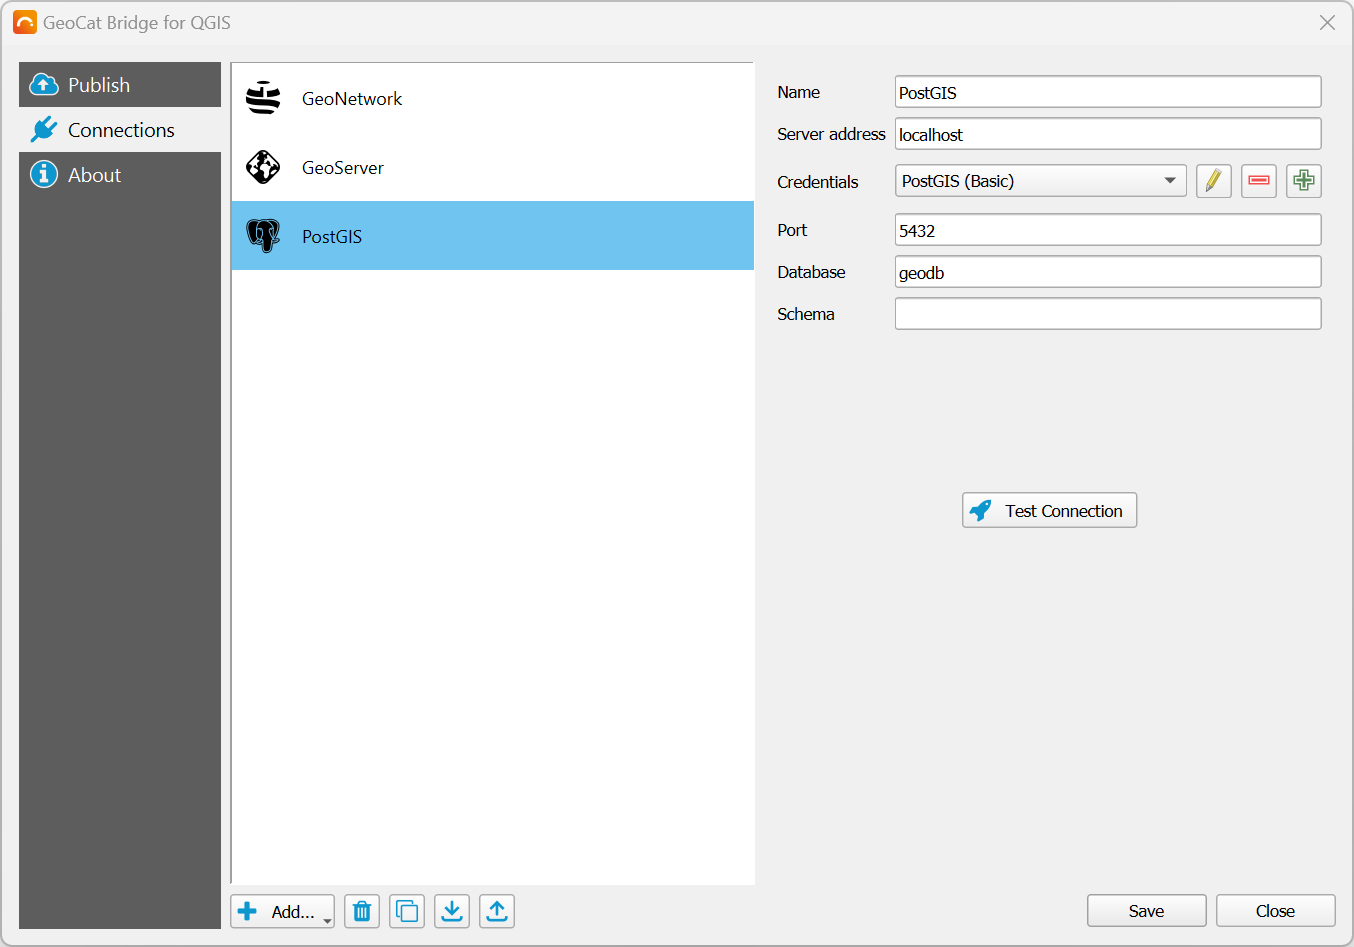 GeoCat Bridge for QGIS
Publish
Connections
About
GeoNetwork
GeoServer
PostGIS
Name
PostGIS
Server address
localhost
Credentials
PostGIS (Basic)
Port
5432
Database
geodb
Schema
Test Connection
Add...
Save
Close